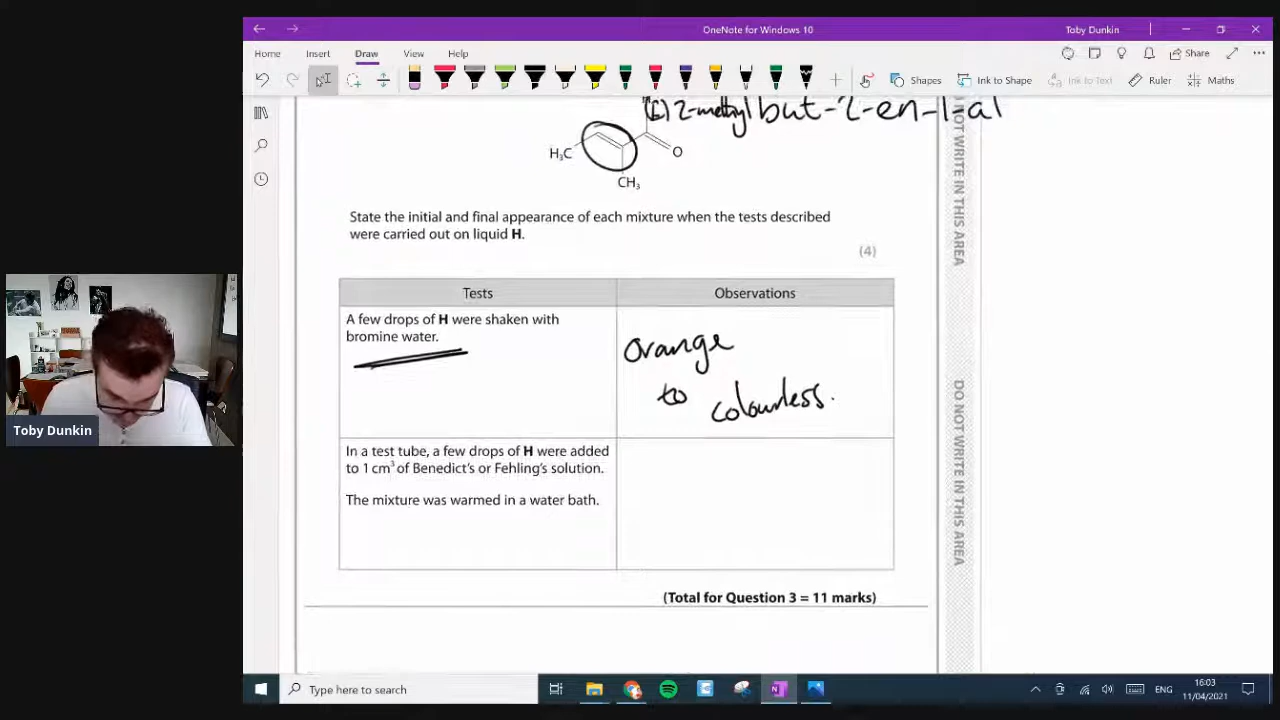 OneNote for Windows 10
Toby Dunkin
Home Insert Draw View Help
Share
Shapes Ink to Shape Ink to Text Ruler Maths
(E) 2-methylbut-2-en-1-al
H₃C
O
CH₃
State the initial and final appearance of each mixture when the tests described
were carried out on liquid H.
(4)
Tests Observations
A few drops of H were shaken with
bromine water.
Orange
to colourless.
In a test tube, a few drops of H were added
to 1 cm³ of Benedict's or Fehling's solution.
The mixture was warmed in a water bath.
(Total for Question 3 = 11 marks)
NOT WRITE IN THIS AREA
DO NOT WRITE IN THIS AREA
Toby Dunkin
Type here to search
ENG
16:03
11/04/2021